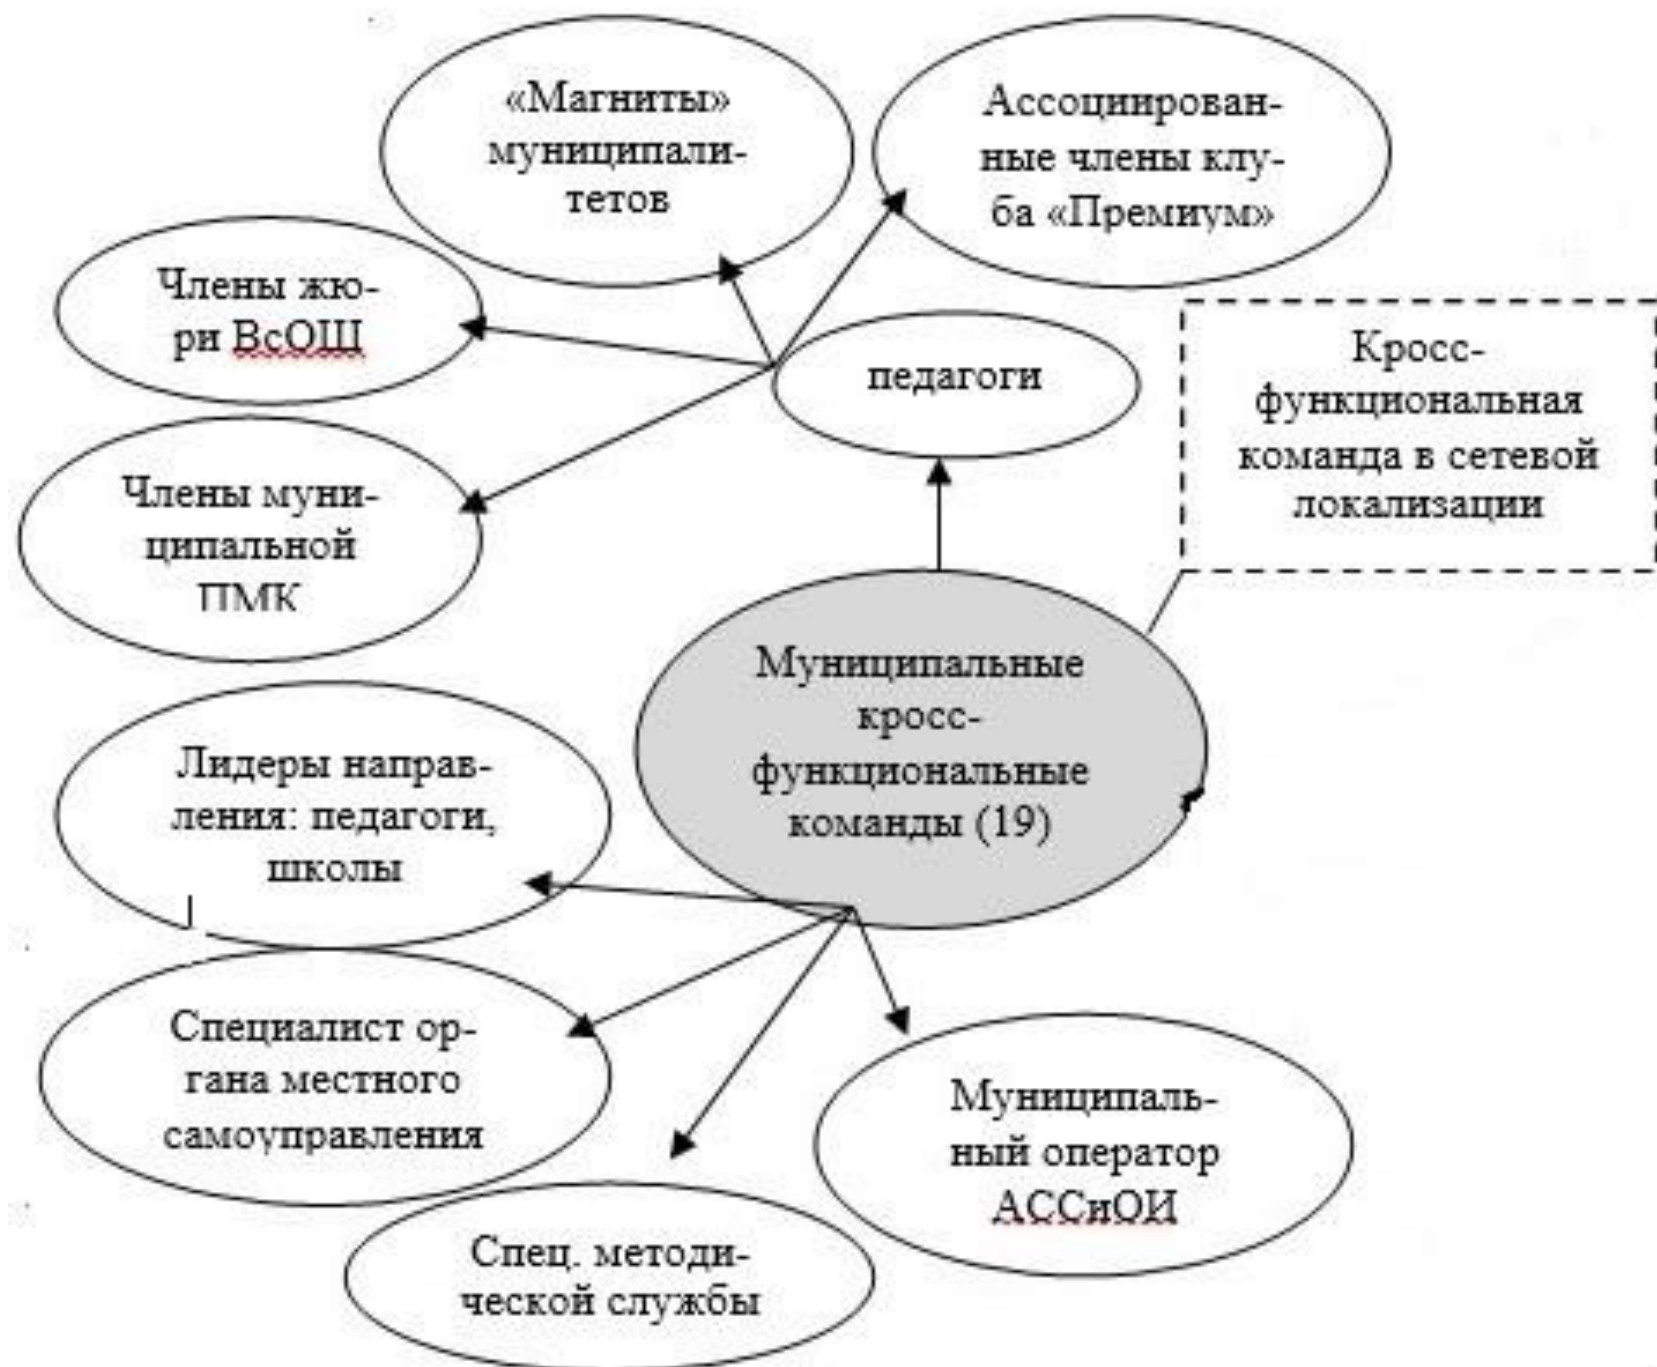 «Магниты»
муниципали-
тетов
Ассоциирован-
ные члены клу-
ба «Премиум»
Члены жю-
ри ВсОШ
педагоги
Кросс-
функциональная
команда в сетевой
локализации
Члены муни-
ципальной
ПМК
Муниципальные
кросс-
функциональные
команды (19)
Лидеры направ-
ления: педагоги,
школы
Специалист ор-
гана местного
самоуправления
Муниципаль-
ный оператор
АССиОИ
Спец. методи-
ческой службы